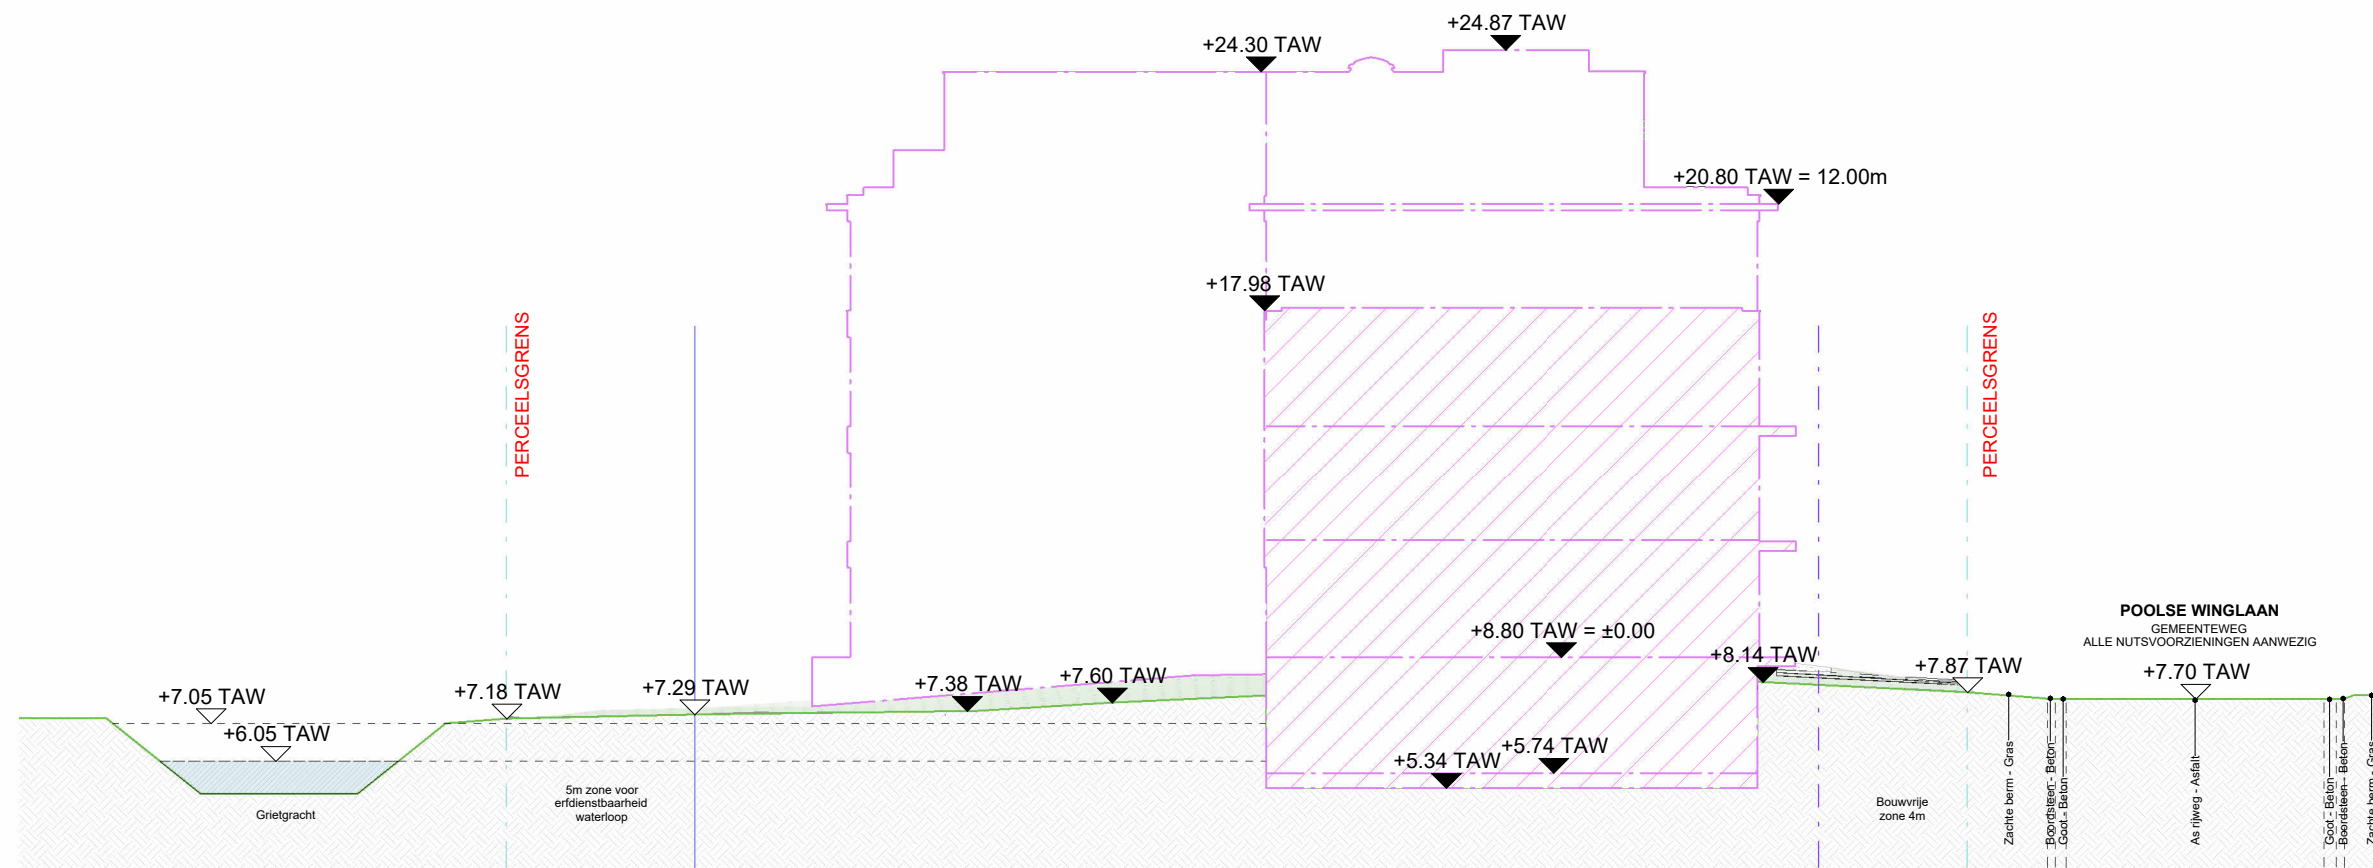 +24.87 TAW
+24.30 TAW
+20.80 TAW = 12.00m
+17.98 TAW
PERCEELSGRENS
PERCEELSGRENS
+8.80 TAW = ±0.00
+8.14 TAW
+7.87 TAW
POOLSE WINGLAAN
GEMEENTEWEG
ALLE NUTSVOORZIENINGEN AANWEZIG
+7.70 TAW
+7.05 TAW
+7.18 TAW
+7.29 TAW
+7.38 TAW
+7.60 TAW
+6.05 TAW
+5.34 TAW
+5.74 TAW
Grietgracht
5m zone voor
erfdienstbaarheid
waterloop
Bouwvrije
zone 4m
Zachte berm - Gras
Boordsteen - Beton
Goot - Beton
As rijweg - Asfalt
Goot - Beton
Boordsteen - Beton
Zachte berm - Gras